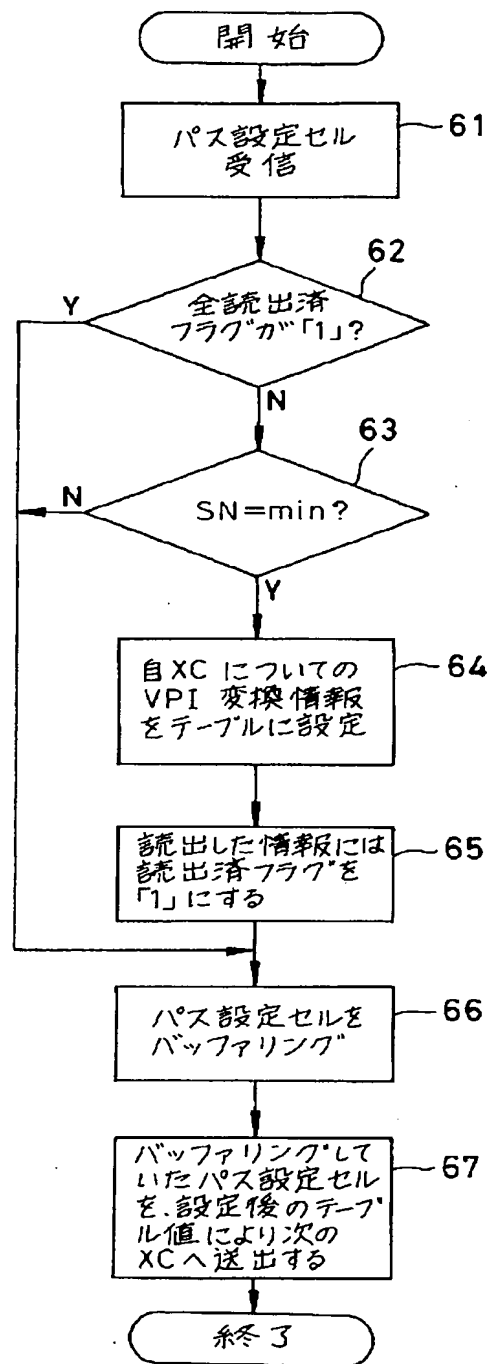 開始
パス設定セル
受信
61
62
全読出済
フラグが「1」?
Y
N
63
SN=min?
N
Y
自XCについての
VPI 変換情報
をテーブルに設定
64
読出した情報には
読出済フラグを
「1」にする
65
パス設定セルを
バッファリング
66
バッファリングして
いたパス設定セル
を、設定後のテーブ
ル値により次の
XCへ送出する
67
終了